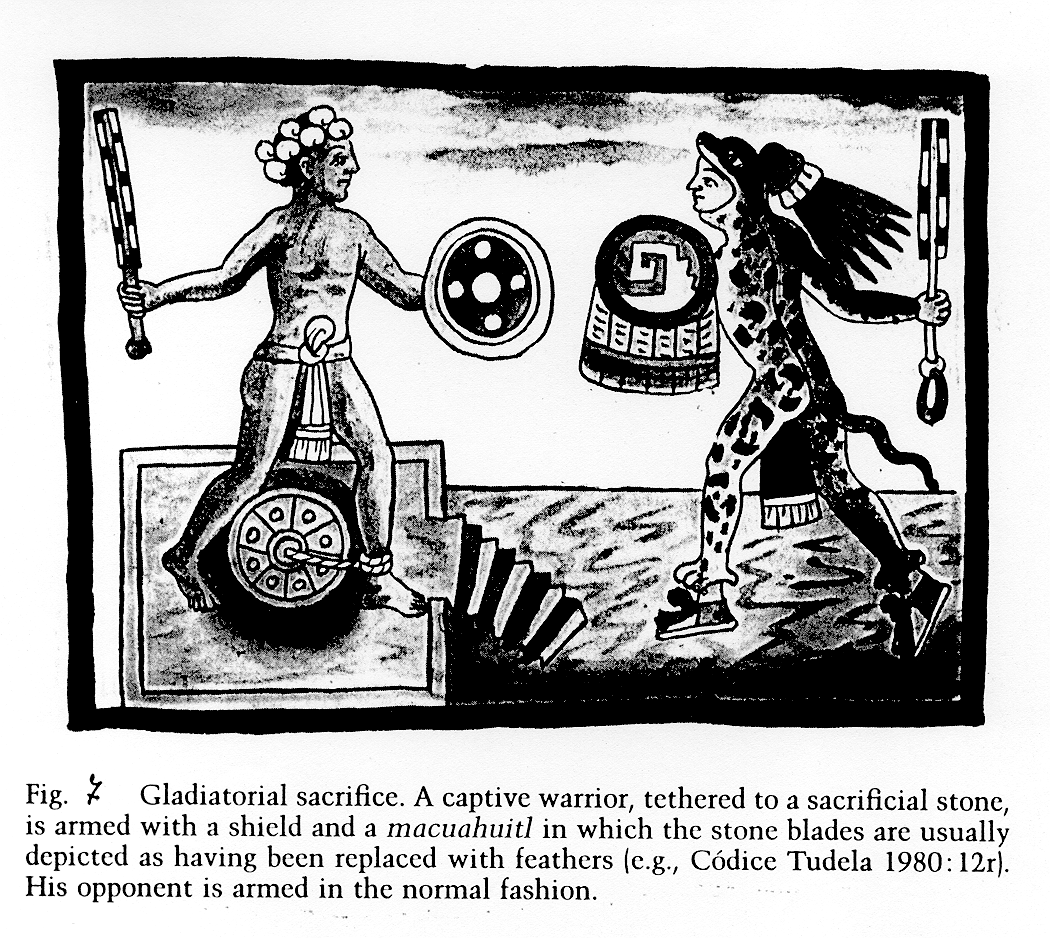 Fig. 7 Gladiatorial sacrifice. A captive warrior, tethered to a sacrificial stone,
is armed with a shield and a macuahuitl in which the stone blades are usually
depicted as having been replaced with feathers (e.g., Códice Tudela 1980:12r).
His opponent is armed in the normal fashion.